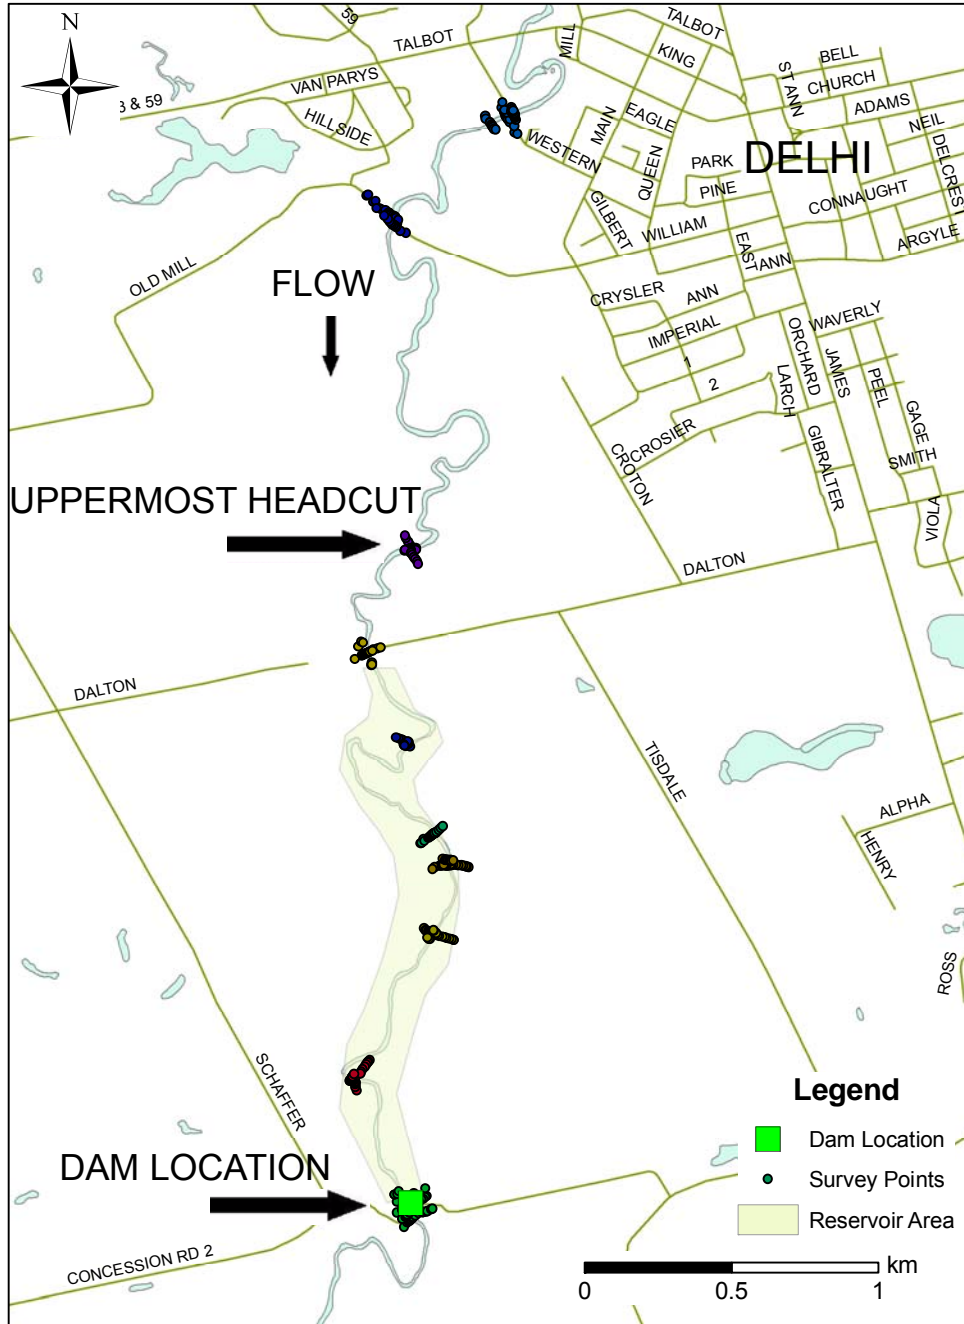 N
59
TALBOT
TALBOT
MILL
KING
BELL
ST ANN
CHURCH
VAN PARYS
3 & 59
ADAMS
HILLSIDE
MAIN
EAGLE
NEIL
WESTERN
QUEEN
PARK
DELHI
DELCREST
PINE
CONNAUGHT
GILBERT
WILLIAM
EAST
ARGYLE
OLD MILL
FLOW
ANN
CRYSLER
ANN
IMPERIAL
ORCHARD
WAVERLY
JAMES
1
2
LARCH
PEEL
GAGE
CROSIER
CROTON
GIBRALTER
SMITH
UPPERMOST HEADCUT
VIOLA
DALTON
DALTON
TISDALE
ALPHA
HENRY
ROSS
SCHAFFER
Legend
Dam Location
Survey Points
Reservoir Area
DAM LOCATION
CONCESSION RD 2
km
0
0.5
1